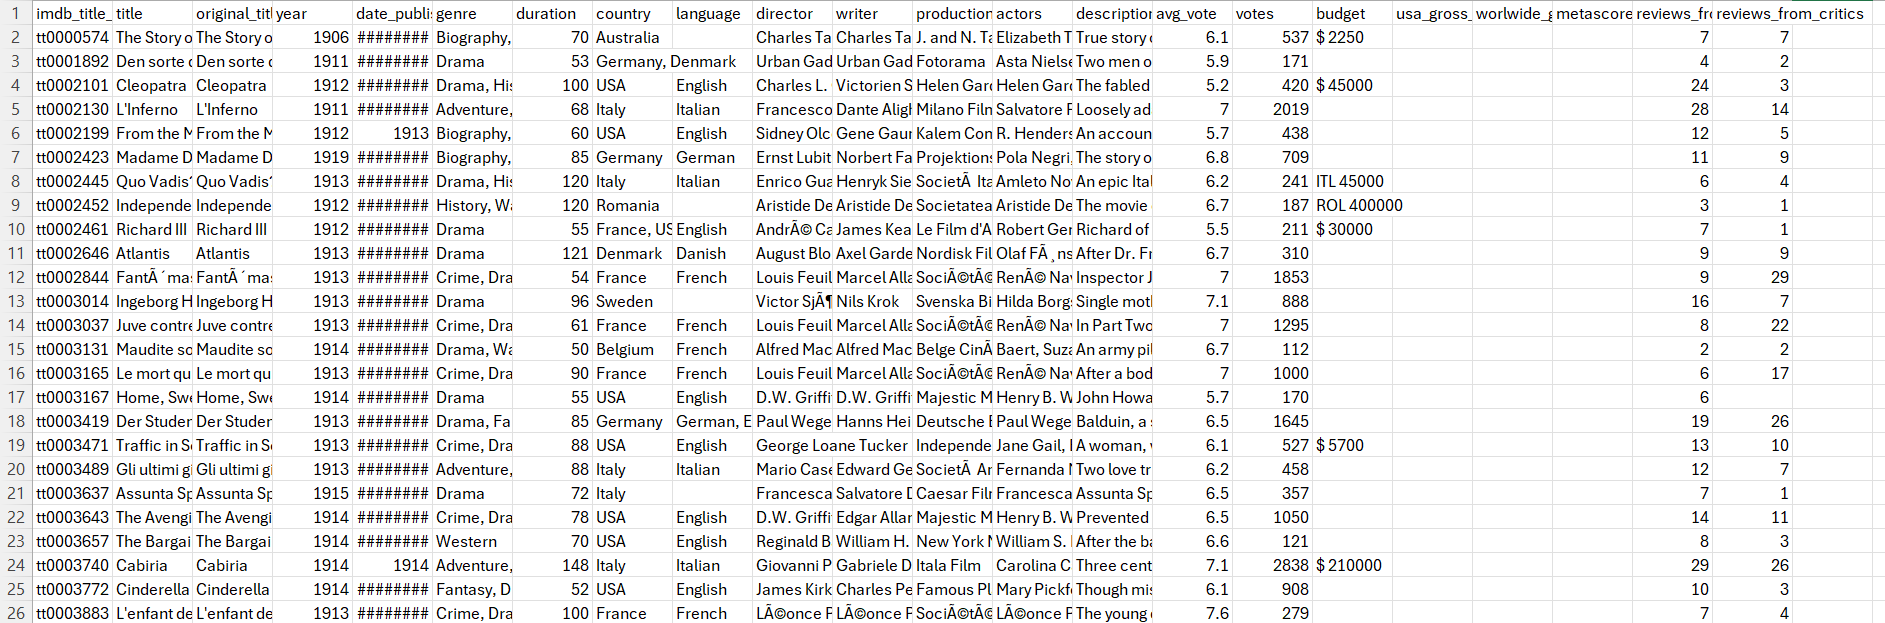 1 imdb_title_ title original_titl year date_publis genre duration country language director writer production actors description avg_vote votes budget usa_gross_ worlwide_g metascore reviews_fro reviews_from_critics
2 tt0000574 The Story o The Story o 1906 ######## Biography, 70 Australia Charles Ta Charles Ta J. and N. Ta Elizabeth T True story o 6.1 537 $ 2250 7 7
3 tt0001892 Den sorte d Den sorte d 1911 ######## Drama 53 Germany, Denmark Urban Gad Urban Gad Fotorama Asta Nielse Two men o 5.9 171 4 2
4 tt0002101 Cleopatra Cleopatra 1912 ######## Drama, His 100 USA English Charles L. Victorien S Helen Gard Helen Gard The fabled 5.2 420 $ 45000 24 3
5 tt0002130 L'Inferno L'Inferno 1911 ######## Adventure, 68 Italy Italian Francesco Dante Aligh Milano Film Salvatore P Loosely ad 7 2019 28 14
6 tt0002199 From the M From the M 1912 1913 Biography, 60 USA English Sidney Olc Gene Gaun Kalem Com R. Henders An accoun 5.7 438 12 5
7 tt0002423 Madame D Madame D 1919 ######## Biography, 85 Germany German Ernst Lubit Norbert Fa Projektions Pola Negri, The story o 6.8 709 11 9
8 tt0002445 Quo Vadis? Quo Vadis? 1913 ######## Drama, His 120 Italy Italian Enrico Gua Henryk Sie SocietÃ Ita Amleto No An epic Ital 6.2 241 ITL 45000 6 4
9 tt0002452 Independe Independe 1912 ######## History, Wa 120 Romania Aristide De Aristide De Societatea Aristide De The movie 6.7 187 ROL 400000 3 1
10 tt0002461 Richard III Richard III 1912 ######## Drama 55 France, US English AndrÃ© Ca James Kea Le Film d'A Robert Ger Richard of 5.5 211 $ 30000 7 1
11 tt0002646 Atlantis Atlantis 1913 ######## Drama 121 Denmark Danish August Blo Axel Garde Nordisk Fil Olaf FÃ¸ns After Dr. Fr 6.7 310 9 9
12 tt0002844 FantÃ´mas FantÃ´mas 1913 ######## Crime, Dra 54 France French Louis Feuil Marcel Alla SociÃ©tÃ© RenÃ© Nav Inspector J 7 1853 9 29
13 tt0003014 Ingeborg H Ingeborg H 1913 ######## Drama 96 Sweden Victor SjÃ¶ Nils Krok Svenska Bi Hilda Borgs Single moth 7.1 888 16 7
14 tt0003037 Juve contre Juve contre 1913 ######## Crime, Dra 61 France French Louis Feuil Marcel Alla SociÃ©tÃ© RenÃ© Nav In Part Two 7 1295 8 22
15 tt0003131 Maudite so Maudite so 1914 ######## Drama, Wa 50 Belgium French Alfred Mac Alfred Mac Belge CinÃ Baert, Suza An army pil 6.7 112 2 2
16 tt0003165 Le mort qu Le mort qu 1913 ######## Crime, Dra 90 France French Louis Feuil Marcel Alla SociÃ©tÃ© RenÃ© Nav After a bod 7 1000 6 17
17 tt0003167 Home, Swe Home, Swe 1914 ######## Drama 55 USA English D.W. Griffi D.W. Griffi Majestic M Henry B. W John Howa 5.7 170 6
18 tt0003419 Der Studen Der Studen 1913 ######## Drama, Fa 85 Germany German, E Paul Wege Hanns Hei Deutsche B Paul Wege Balduin, a s 6.5 1645 19 26
19 tt0003471 Traffic in So Traffic in So 1913 ######## Crime, Dra 88 USA English George Loane Tucker Independe Jane Gail, E A woman, w 6.1 527 $ 5700 13 10
20 tt0003489 Gli ultimi gi Gli ultimi gi 1913 ######## Adventure, 88 Italy Italian Mario Case Edward Ge SocietÃ An Fernanda N Two love tr 6.2 458 12 7
21 tt0003637 Assunta Sp Assunta Sp 1915 ######## Drama 72 Italy Francesca Salvatore D Caesar Film Francesca Assunta Sp 6.5 357 7 1
22 tt0003643 The Avengi The Avengi 1914 ######## Crime, Dra 78 USA English D.W. Griffi Edgar Allan Majestic M Henry B. W Prevented 6.5 1050 14 11
23 tt0003657 The Bargai The Bargai 1914 ######## Western 70 USA English Reginald B William H. New York M William S. H After the ba 6.6 121 8 3
24 tt0003740 Cabiria Cabiria 1914 1914 Adventure, 148 Italy Italian Giovanni P Gabriele D Itala Film Carolina C Three cent 7.1 2838 $ 210000 29 26
25 tt0003772 Cinderella Cinderella 1914 ######## Fantasy, D 52 USA English James Kirk Charles Pe Famous Pl Mary Pickf Though mis 6.1 908 10 3
26 tt0003883 L'enfant de L'enfant de 1913 ######## Crime, Dra 100 France French LÃ©once P LÃ©once P SociÃ©tÃ© LÃ©once P The young 7.6 279 7 4